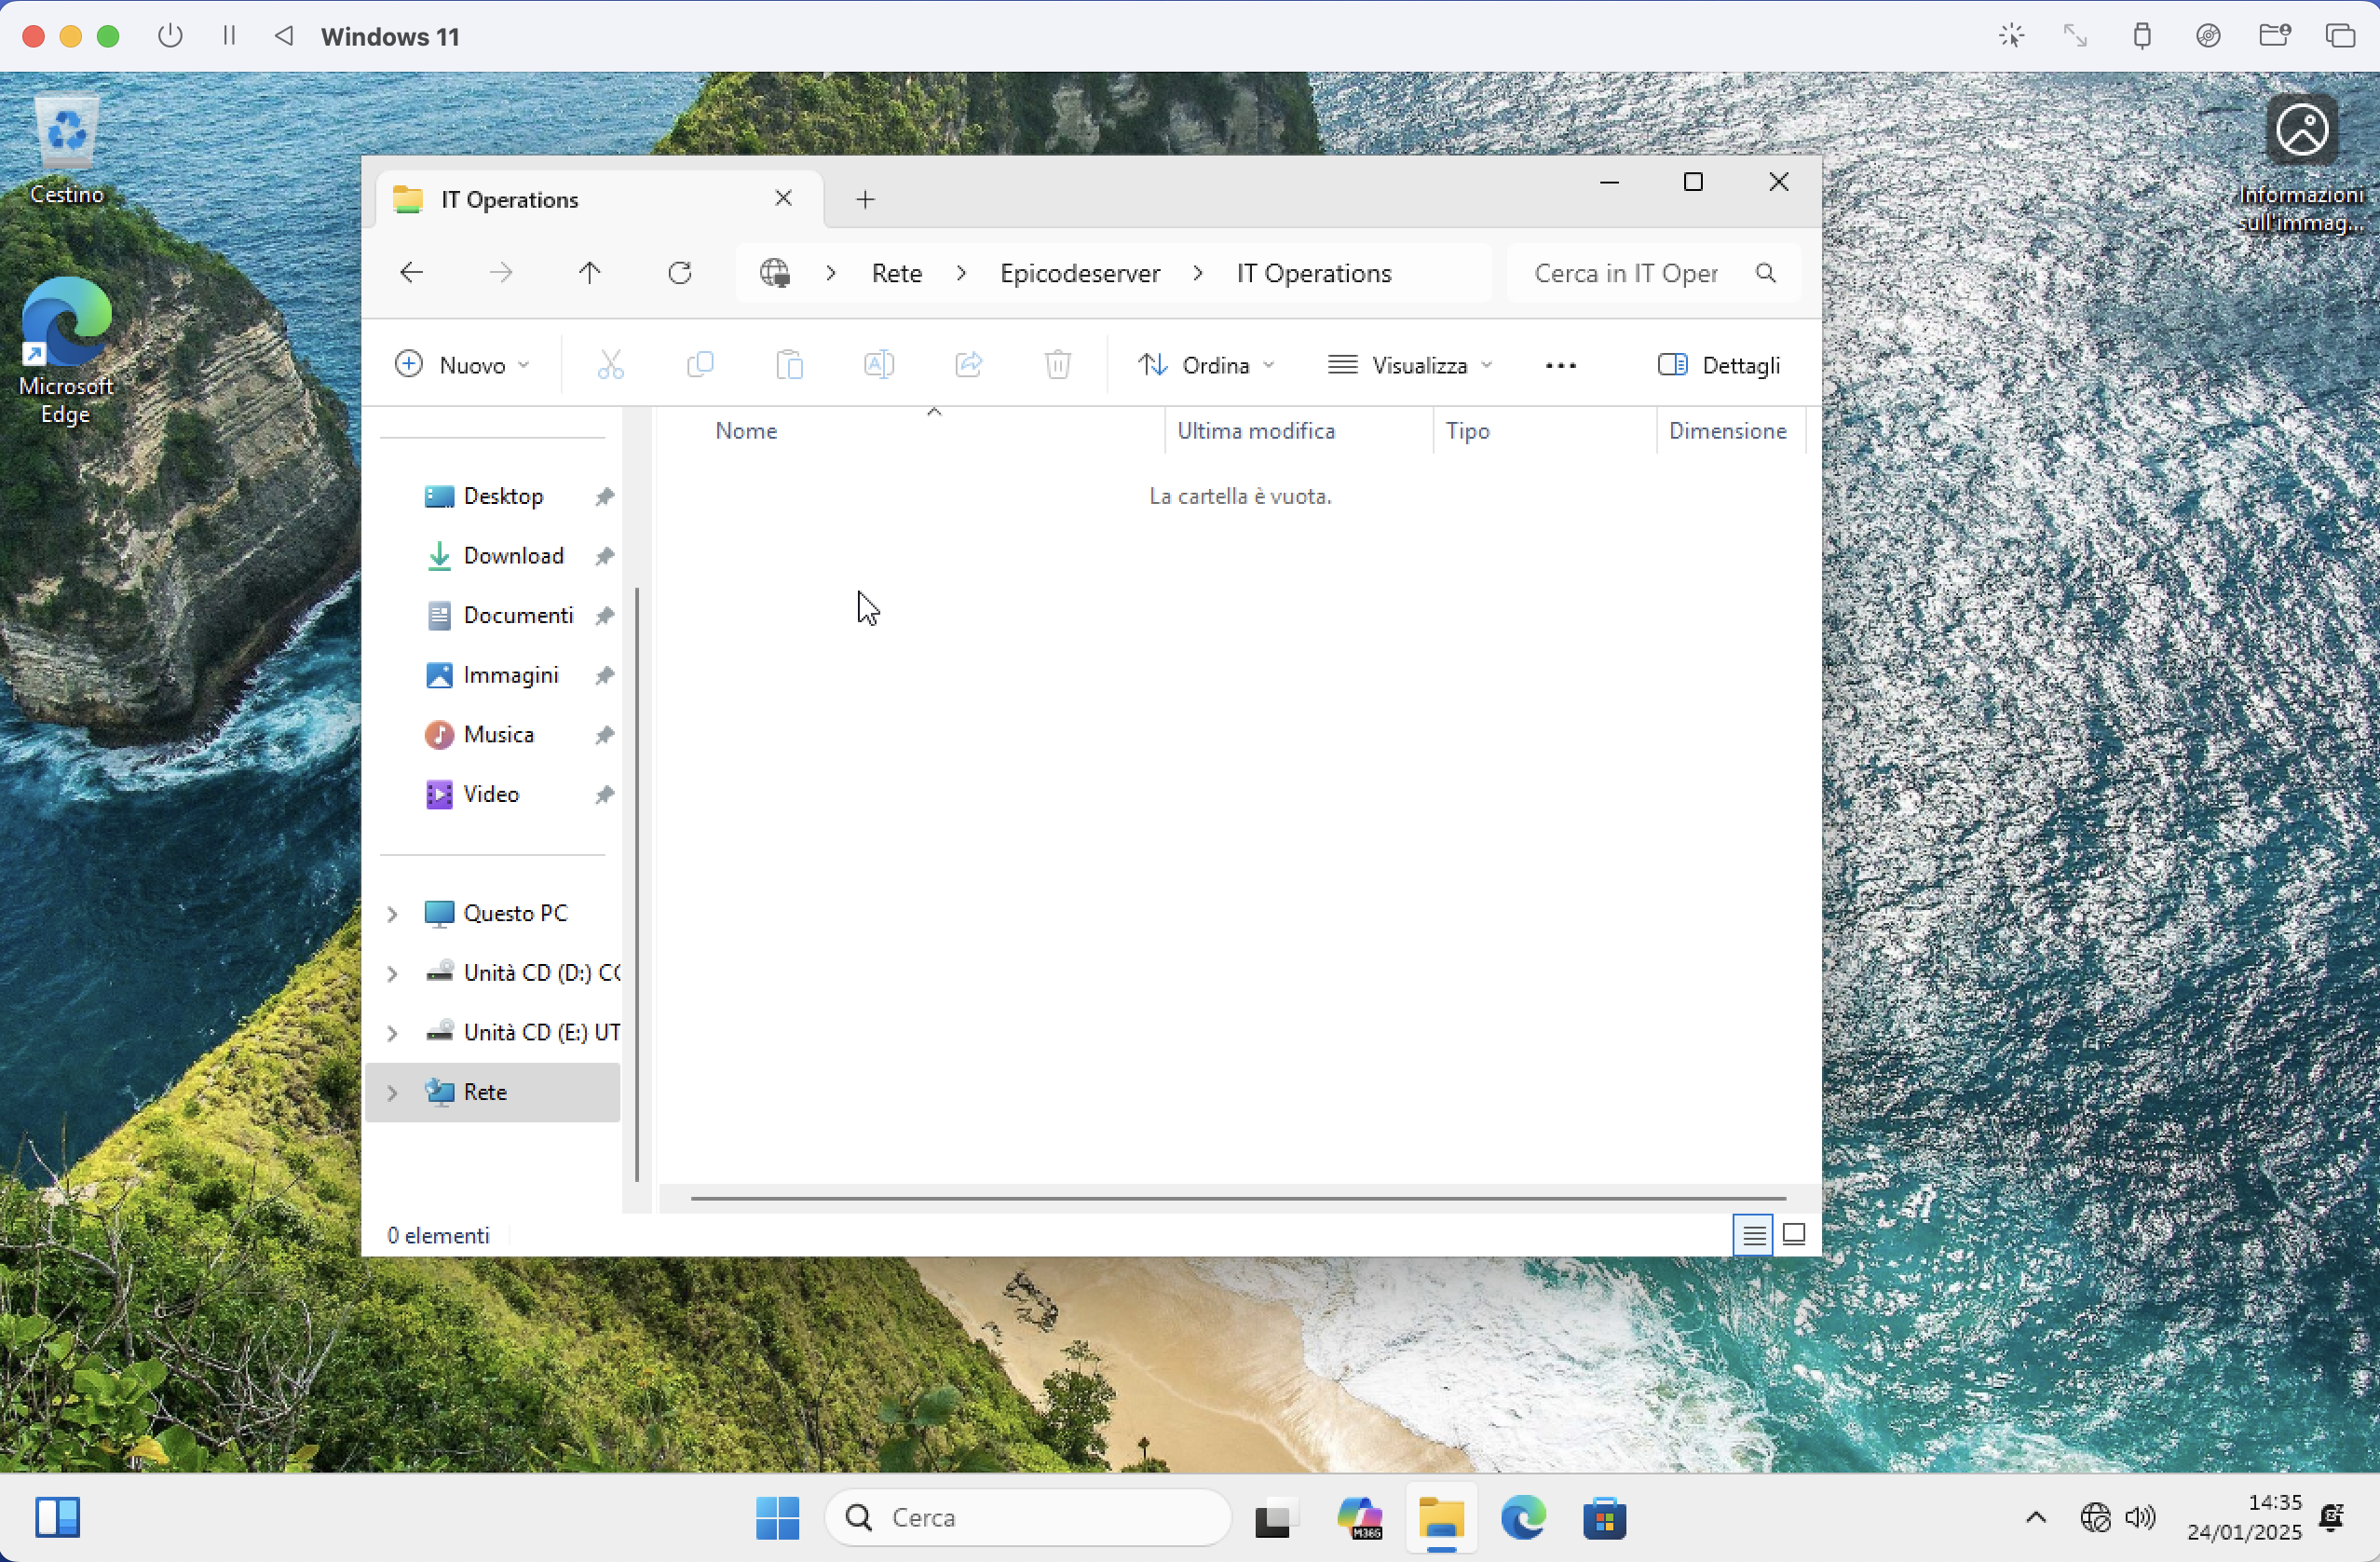 Windows 11
Cestino
Microsoft
Edge
Informazioni
sull'immag...
IT Operations
Rete
Epicodeserver
IT Operations
Cerca in IT Oper
Nuovo
Ordina
Visualizza
Dettagli
Nome
Ultima modifica
Tipo
Dimensione
La cartella è vuota.
Desktop
Download
Documenti
Immagini
Musica
Video
Questo PC
Unità CD (D:) CC
Unità CD (E:) UT
Rete
0 elementi
Cerca
M365
14:35
24/01/2025